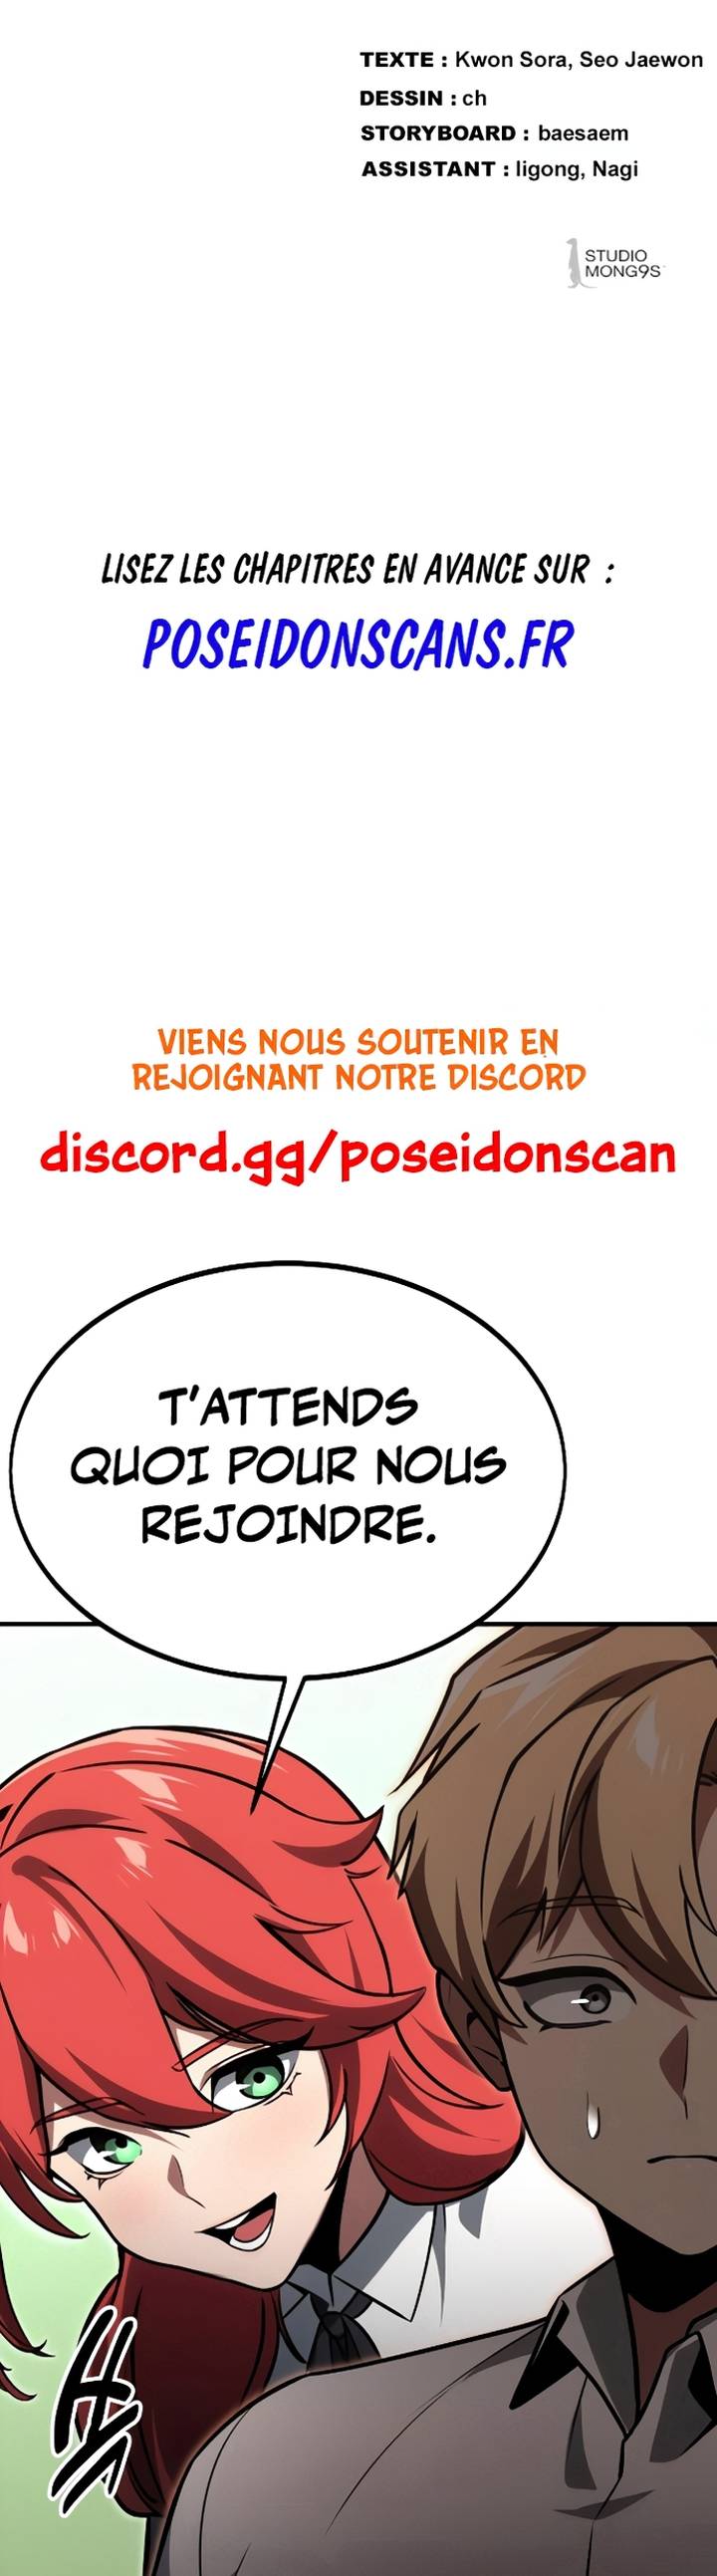 TEXTE : Kwon Sora, Seo Jaewon
DESSIN : ch
STORYBOARD : baesaem
ASSISTANT : ligong, Nagi
STUDIO
MONG9S
LISEZ LES CHAPITRES EN AVANCE SUR :
POSEIDONSCANS.FR
VIENS NOUS SOUTENIR EN
REJOIGNANT NOTRE DISCORD
discord.gg/poseidonscan
T'ATTENDS
QUOI POUR NOUS
REJOINDRE.